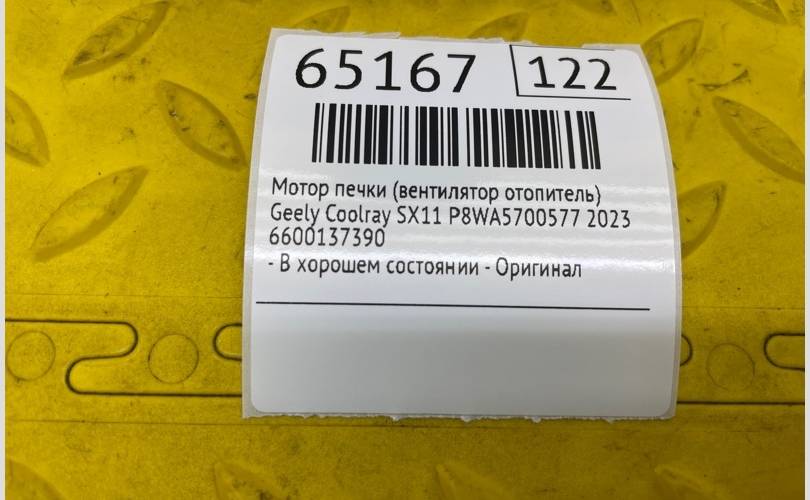 65167 122
Мотор печки (вентилятор отопитель)
Geely Coolray SX11 P8WA5700577 2023
6600137390
- В хорошем состоянии - Оригинал